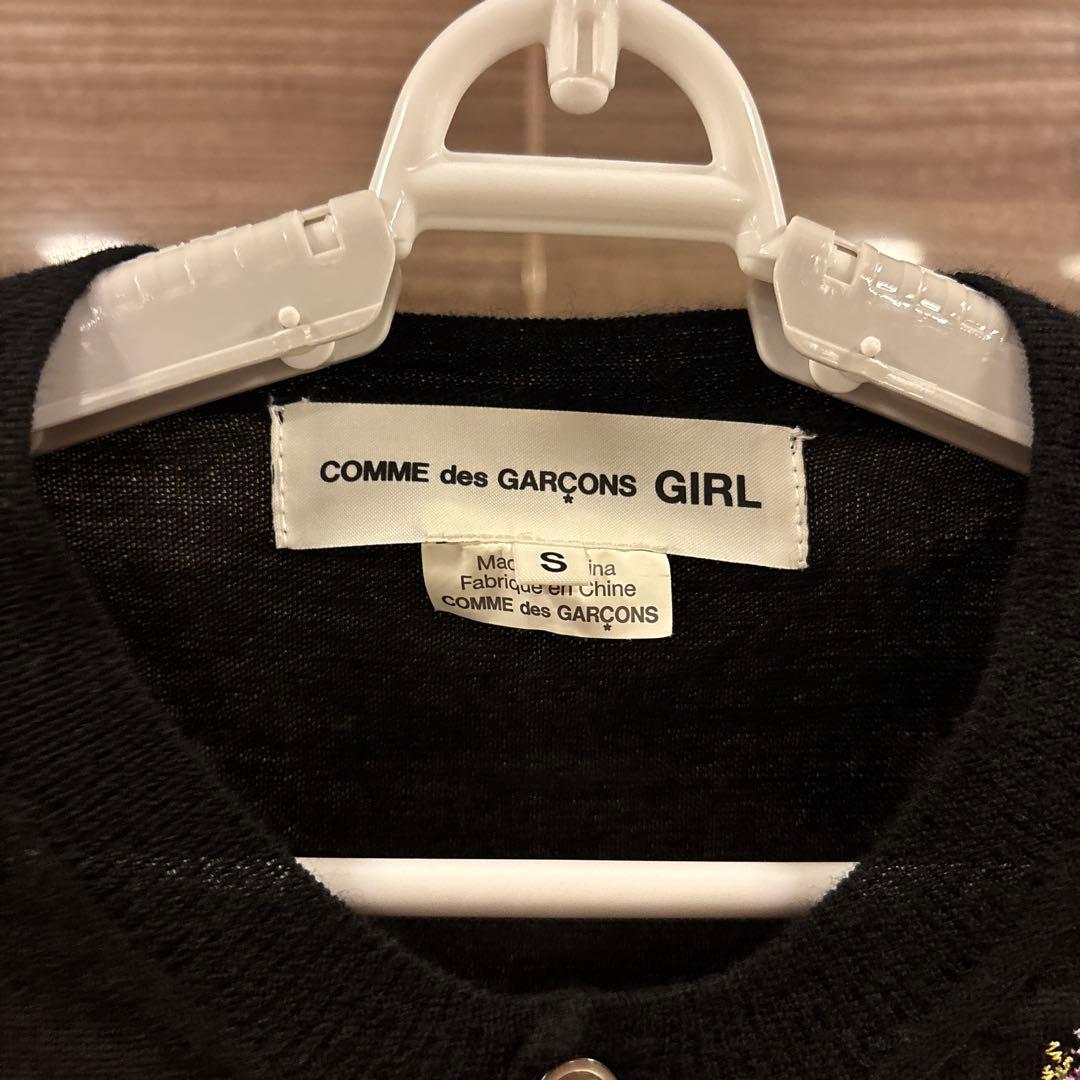 COMME des GARÇONS GIRL
S
Fabrique en Chine
COMME des GARÇONS